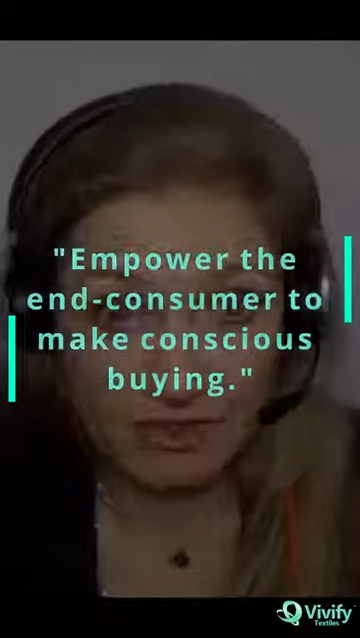 "Empower the
end-consumer to
make conscious
buying."
Vivify
Textiles